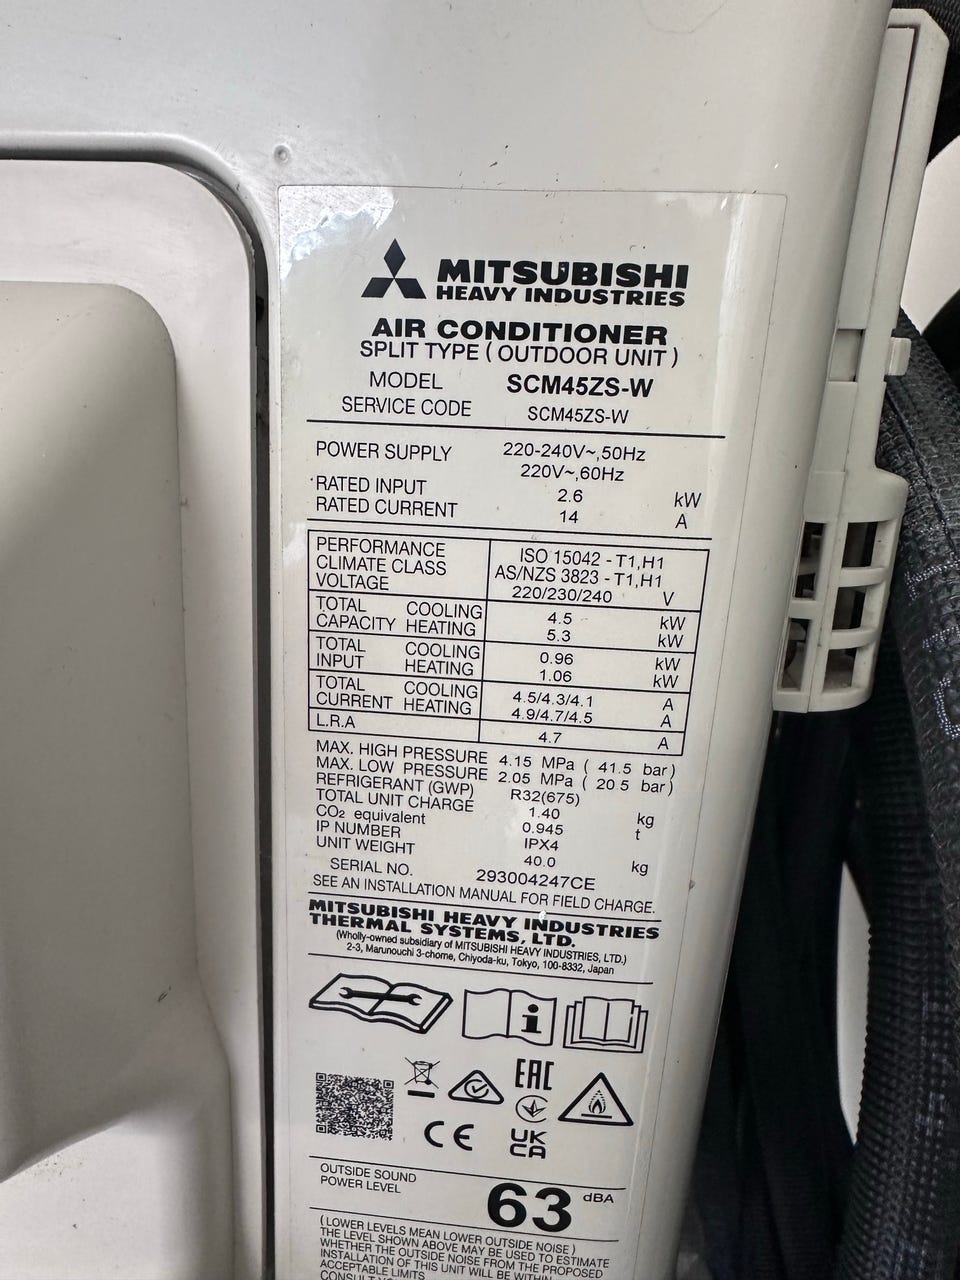 MITSUBISHI
HEAVY INDUSTRIES
AIR CONDITIONER
SPLIT TYPE ( OUTDOOR UNIT )
MODEL SCM45ZS-W
SERVICE CODE SCM45ZS-W
POWER SUPPLY 220-240V~,50Hz
220V~,60Hz
RATED INPUT 2.6 kW
RATED CURRENT 14 A
PERFORMANCE ISO 15042 - T1,H1
CLIMATE CLASS AS/NZS 3823 - T1,H1
VOLTAGE 220/230/240 V
TOTAL COOLING 4.5 kW
CAPACITY HEATING 5.3 kW
TOTAL COOLING 0.96 kW
INPUT HEATING 1.06 kW
TOTAL COOLING 4.5/4.3/4.1 A
CURRENT HEATING 4.9/4.7/4.5 A
L.R.A 4.7 A
MAX. HIGH PRESSURE 4.15 MPa ( 41.5 bar)
MAX. LOW PRESSURE 2.05 MPa ( 20.5 bar)
REFRIGERANT (GWP) R32(675)
TOTAL UNIT CHARGE 1.40 kg
CO2 equivalent 0.945 t
IP NUMBER IPX4
UNIT WEIGHT 40.0 kg
SERIAL NO. 293004247CE
SEE AN INSTALLATION MANUAL FOR FIELD CHARGE.
MITSUBISHI HEAVY INDUSTRIES
THERMAL SYSTEMS, LTD.
(Wholly-owned subsidiary of MITSUBISHI HEAVY INDUSTRIES, LTD.)
2-3, Marunouchi 3-chome, Chiyoda-ku, Tokyo, 100-8332, Japan
i
EAC
CE
UK
CA
OUTSIDE SOUND
POWER LEVEL 63 dBA
( LOWER LEVELS MEAN LOWER OUTSIDE NOISE )
THE LEVEL SHOWN ABOVE MAY BE USED TO ESTIMATE
WHETHER THE OUTSIDE NOISE FROM THE PROPOSED
INSTALLATION OF THIS UNIT WILL BE WITHIN
ACCEPTABLE LIMITS